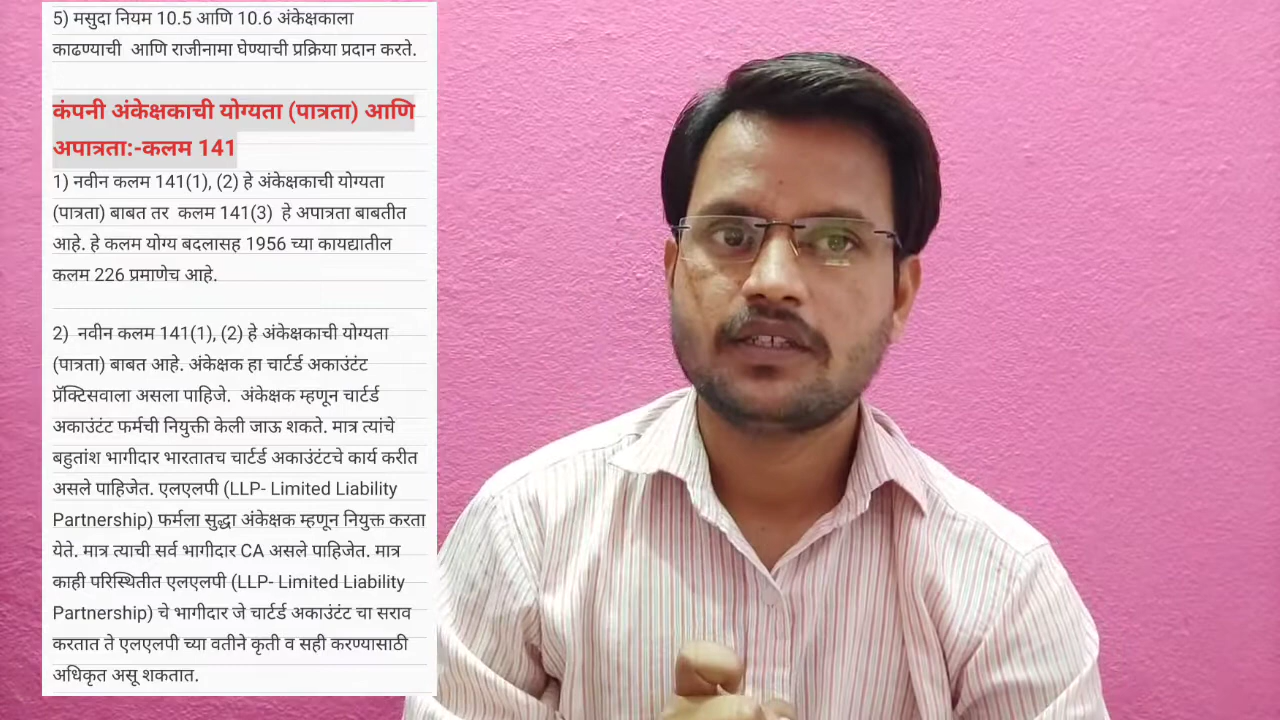 5) मसुदा नियम 10.5 आणि 10.6 अंकेक्षकाला
काढण्याची आणि राजीनामा घेण्याची प्रक्रिया प्रदान करते.
कंपनी अंकेक्षकाची योग्यता (पात्रता) आणि
अपात्रता:-कलम 141
1) नवीन कलम 141(1), (2) हे अंकेक्षकाची योग्यता
(पात्रता) बाबत तर कलम 141(3) हे अपात्रता बाबतीत
आहे. हे कलम योग्य बदलासह 1956 च्या कायद्यातील
कलम 226 प्रमाणेच आहे.
2) नवीन कलम 141(1), (2) हे अंकेक्षकाची योग्यता
(पात्रता) बाबत आहे. अंकेक्षक हा चार्टर्ड अकाउंटंट
प्रॅक्टिसवाला असला पाहिजे. अंकेक्षक म्हणून चार्टर्ड
अकाउंटंट फर्मची नियुक्ती केली जाऊ शकते. मात्र त्यांचे
बहुतांश भागीदार भारतातच चार्टर्ड अकाउंटंटचे कार्य करीत
असले पाहिजेत. एलएलपी (LLP- Limited Liability
Partnership) फर्मला सुद्धा अंकेक्षक म्हणून नियुक्त करता
येते. मात्र त्याची सर्व भागीदार CA असले पाहिजेत. मात्र
काही परिस्थितीत एलएलपी (LLP- Limited Liability
Partnership) चे भागीदार जे चार्टर्ड अकाउंटंट चा सराव
करतात ते एलएलपी च्या वतीने कृती व सही करण्यासाठी
अधिकृत असू शकतात.